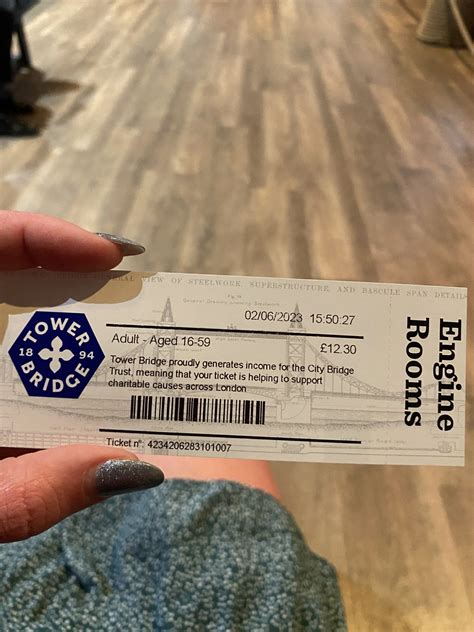 VIEW OF STEELWORK, SUPERSTRUCTURE, AND BASCULE SPAN DETAILS
02/06/2023 15:50:27
TOWER
18 94
BRIDGE
Adult - Aged 16-59
£12.30
Tower Bridge proudly generates income for the City Bridge
Trust, meaning that your ticket is helping to support
charitable causes across London
Ticket nº: 4234206283101007
Engine
Rooms